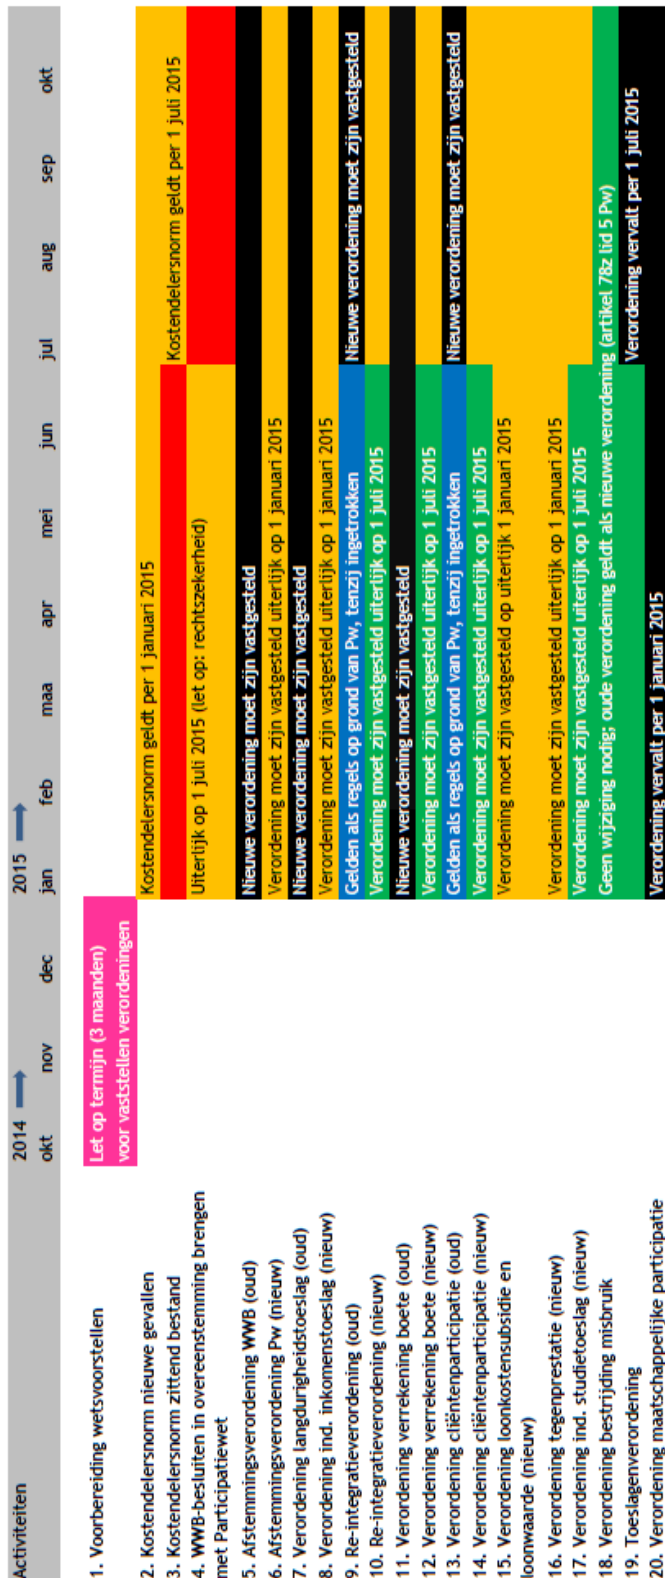 Activiteiten
2014
2015
okt
nov
dec
jan
feb
maa
apr
mei
jun
jul
aug
sep
okt
1. Voorbereiding wetsvoorstellen
Let op termijn (3 maanden)
voor vaststellen verordeningen
2. Kostendelersnorm nieuwe gevallen
Kostendelersnorm geldt per 1 januari 2015
3. Kostendelersnorm zittend bestand
Kostendelersnorm geldt per 1 juli 2015
4. WWB-besluiten in overeenstemming brengen
met Participatiewet
Uiterlijk op 1 juli 2015 (let op: rechtszekerheid)
5. Afstemmingsverordening WWB (oud)
Nieuwe verordening moet zijn vastgesteld
6. Afstemmingsverordening Pw (nieuw)
Verordening moet zijn vastgesteld uiterlijk op 1 januari 2015
7. Verordening langdurigheidstoeslag (oud)
Nieuwe verordening moet zijn vastgesteld
8. Verordening ind. inkomenstoeslag (nieuw)
Verordening moet zijn vastgesteld uiterlijk op 1 januari 2015
9. Re-integratieverordening (oud)
Gelden als regels op grond van Pw, tenzij ingetrokken
Nieuwe verordening moet zijn vastgesteld
10. Re-integratieverordening (nieuw)
Verordening moet zijn vastgesteld uiterlijk op 1 juli 2015
11. Verordening verrekening boete (oud)
Nieuwe verordening moet zijn vastgesteld
12. Verordening verrekening boete (nieuw)
Verordening moet zijn vastgesteld uiterlijk op 1 juli 2015
13. Verordening cliëntenparticipatie (oud)
Gelden als regels op grond van Pw, tenzij ingetrokken
Nieuwe verordening moet zijn vastgesteld
14. Verordening cliëntenparticipatie (nieuw)
Verordening moet zijn vastgesteld uiterlijk op 1 juli 2015
15. Verordening loonkostensubsidie en
loonwaarde (nieuw)
Verordening moet zijn vastgesteld op uiterlijk 1 januari 2015
16. Verordening tegenprestatie (nieuw)
Verordening moet zijn vastgesteld uiterlijk op 1 januari 2015
17. Verordening ind. studietoeslag (nieuw)
Verordening moet zijn vastgesteld uiterlijk op 1 juli 2015
18. Verordening bestrijding misbruik
Geen wijziging nodig; oude verordening geldt als nieuwe verordening (artikel 78z lid 5 Pw)
19. Toeslagenverordening
Verordening vervalt per 1 juli 2015
20. Verordening maatschappelijke participatie
Verordening vervalt per 1 januari 2015